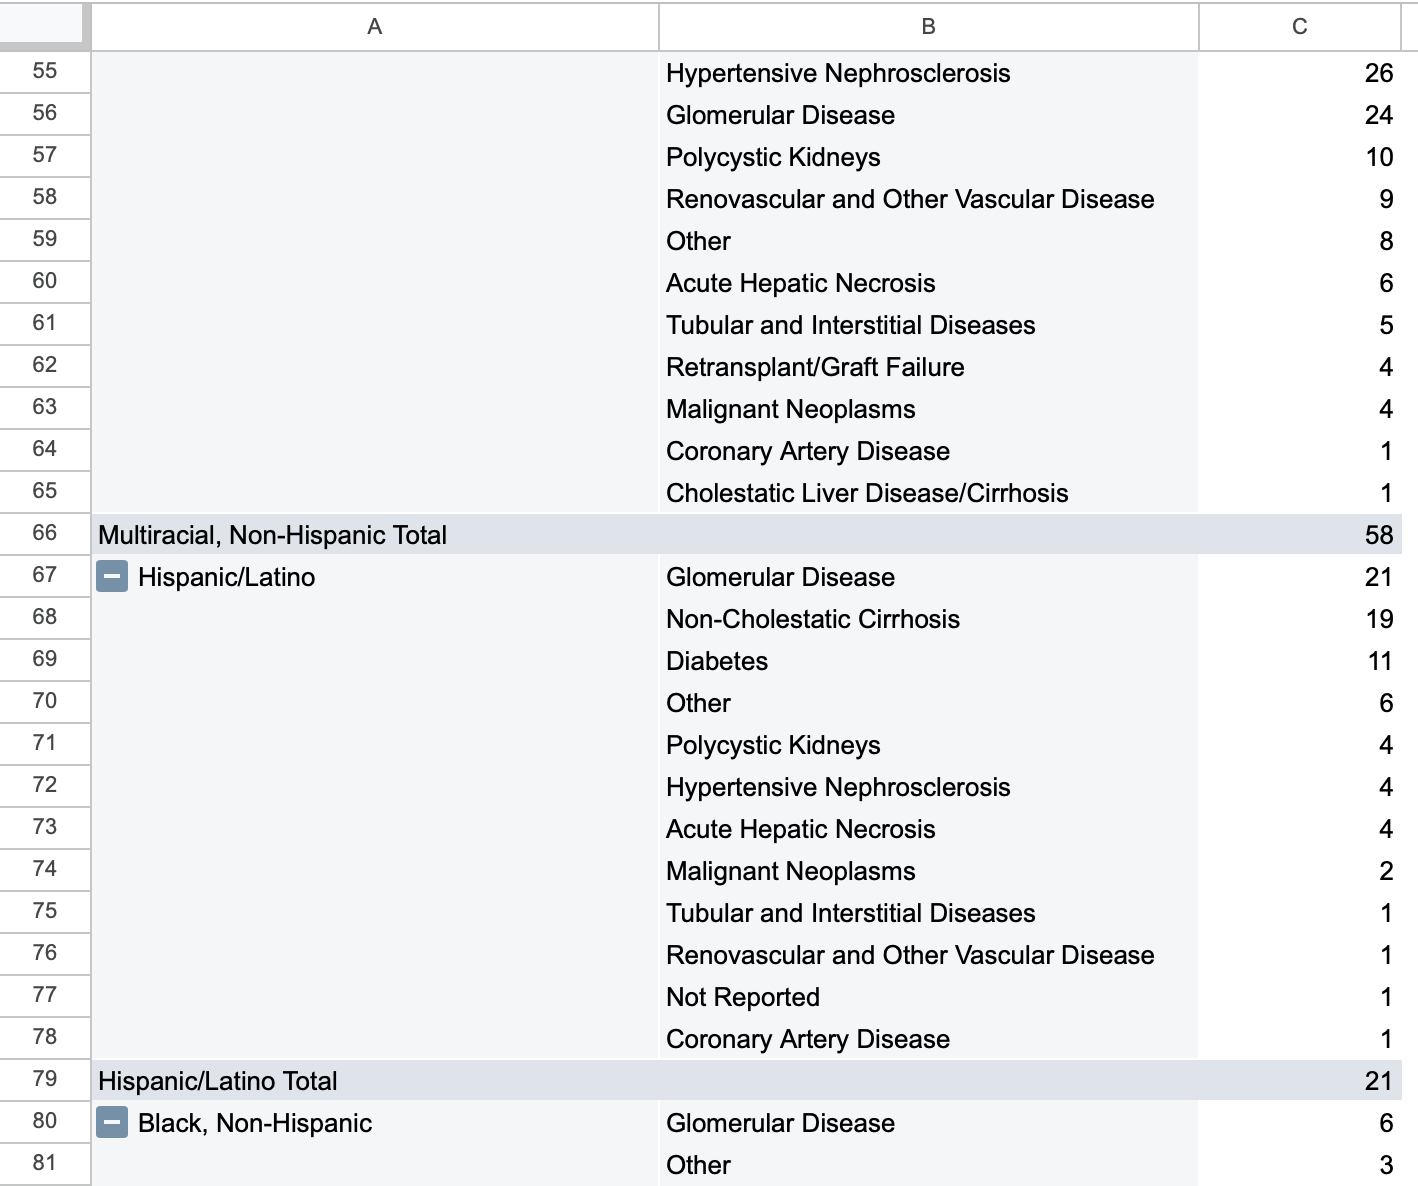 A B C
55 Hypertensive Nephrosclerosis 26
56 Glomerular Disease 24
57 Polycystic Kidneys 10
58 Renovascular and Other Vascular Disease 9
59 Other 8
60 Acute Hepatic Necrosis 6
61 Tubular and Interstitial Diseases 5
62 Retransplant/Graft Failure 4
63 Malignant Neoplasms 4
64 Coronary Artery Disease 1
65 Cholestatic Liver Disease/Cirrhosis 1
66 Multiracial, Non-Hispanic Total 58
67 Hispanic/Latino Glomerular Disease 21
68 Non-Cholestatic Cirrhosis 19
69 Diabetes 11
70 Other 6
71 Polycystic Kidneys 4
72 Hypertensive Nephrosclerosis 4
73 Acute Hepatic Necrosis 4
74 Malignant Neoplasms 2
75 Tubular and Interstitial Diseases 1
76 Renovascular and Other Vascular Disease 1
77 Not Reported 1
78 Coronary Artery Disease 1
79 Hispanic/Latino Total 21
80 Black, Non-Hispanic Glomerular Disease 6
81 Other 3